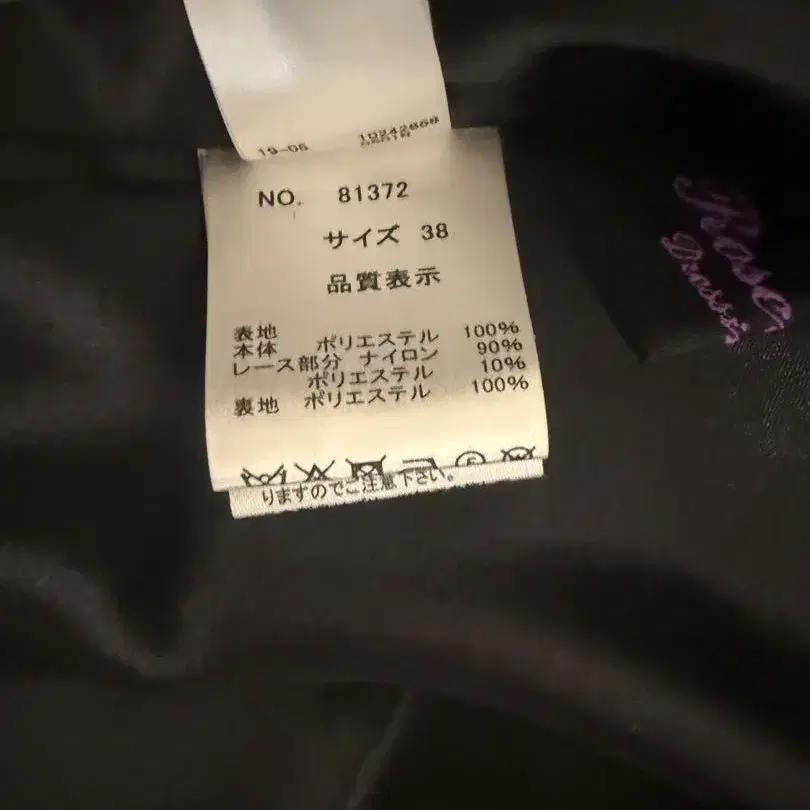 19-06
NO. 81372
サイズ 38
品質表示
表地
本体 ポリエステル 100%
レース部分 ナイロン 90%
ポリエステル 10%
裏地 ポリエステル 100%
りますのでご注意下さい。